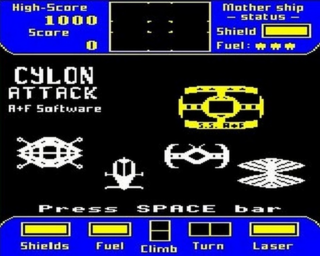 High-Score
1000
Score
0
Mother ship
- status -
Shield
Fuel:
CYLON
ATTACK
A+F Software
S.S. A+F
Press SPACE bar
Shields
Fuel
Climb
Turn
Laser